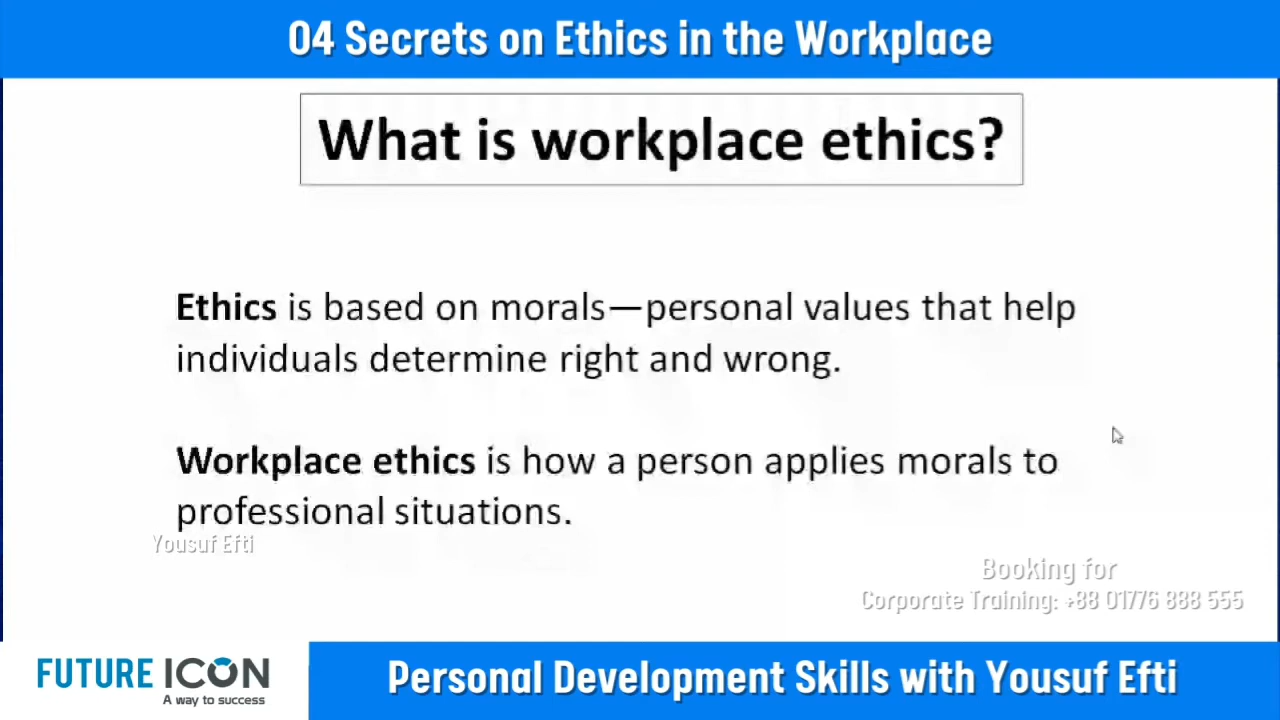 04 Secrets on Ethics in the Workplace
What is workplace ethics?
Ethics is based on morals—personal values that help
individuals determine right and wrong.
Workplace ethics is how a person applies morals to
professional situations.
Yousuf Efti
Booking for
Corporate Training: +88 01776 888 555
FUTURE ICON
A way to success
Personal Development Skills with Yousuf Efti